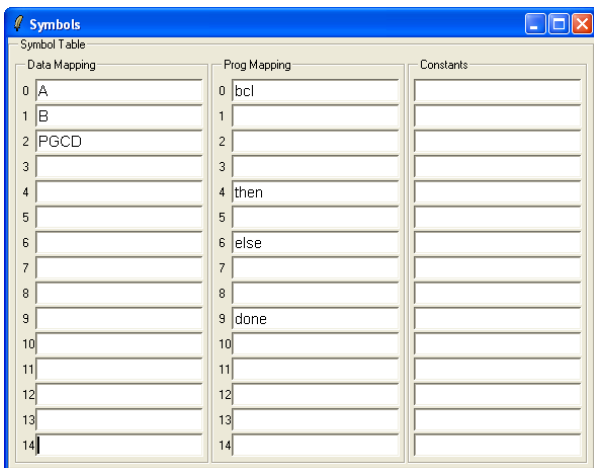 Symbols
Symbol Table
Data Mapping Prog Mapping Constants
0 A 0 bcl
1 B 1
2 PGCD 2
3 3
4 4 then
5 5
6 6 else
7 7
8 8
9 9 done
10 10
11 11
12 12
13 13
14 14